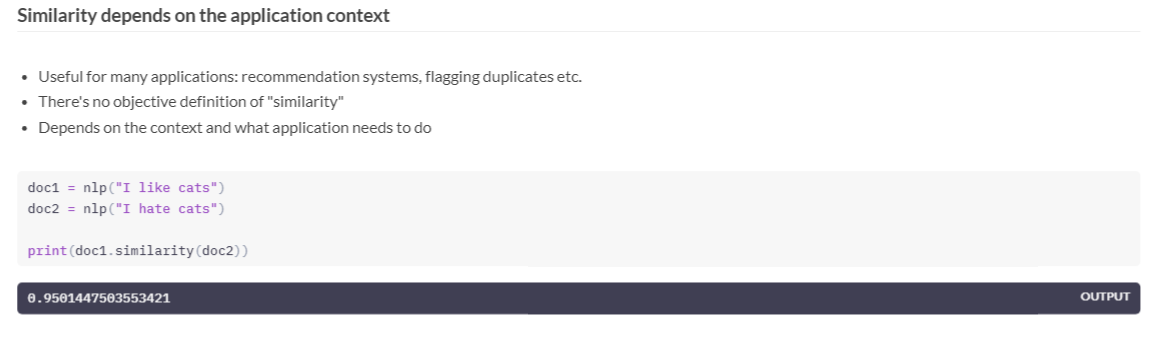 Similarity depends on the application context
• Useful for many applications: recommendation systems, flagging duplicates etc.
• There's no objective definition of "similarity"
• Depends on the context and what application needs to do
doc1 = nlp("I like cats")
doc2 = nlp("I hate cats")
print(doc1.similarity(doc2))
0.9501447503553421 OUTPUT